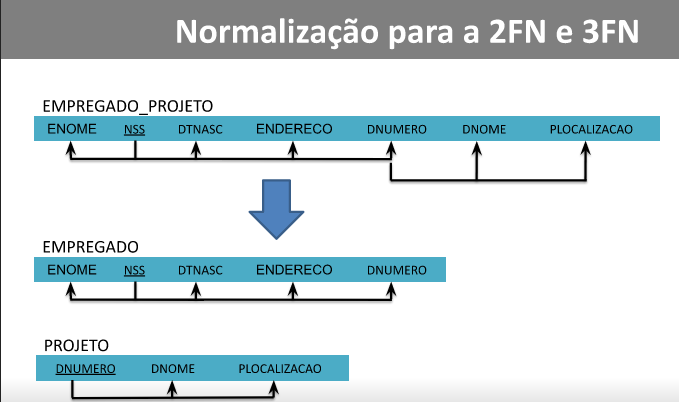 Normalização para a 2FN e 3FN
EMPREGADO_PROJETO
ENOME NSS DTNASC ENDERECO DNUMERO DNOME PLOCALIZACAO
EMPREGADO
ENOME NSS DTNASC ENDERECO DNUMERO
PROJETO
DNUMERO DNOME PLOCALIZACAO